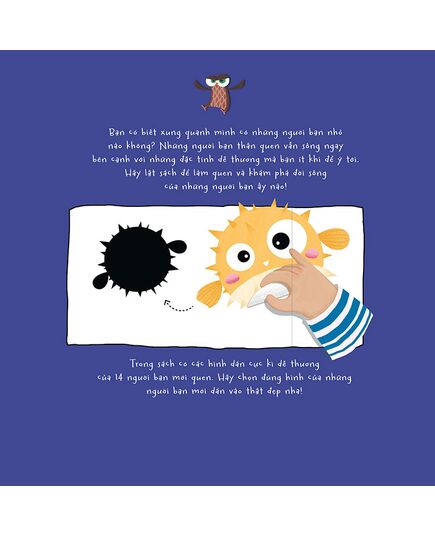 Bạn có biết xung quanh mình có những người bạn nhỏ
nào không? Những người bạn thân quen vẫn sống ngay
bên cạnh với những đặc tính dễ thương mà bạn ít khi để ý tới.
Hãy lật sách để làm quen và khám phá đời sống
của những người bạn ấy nào!
Trong sách có các hình dán cực kì dễ thương
của 14 người bạn mới quen. Hãy chọn đúng hình của những
người bạn mới dán vào thật đẹp nha!